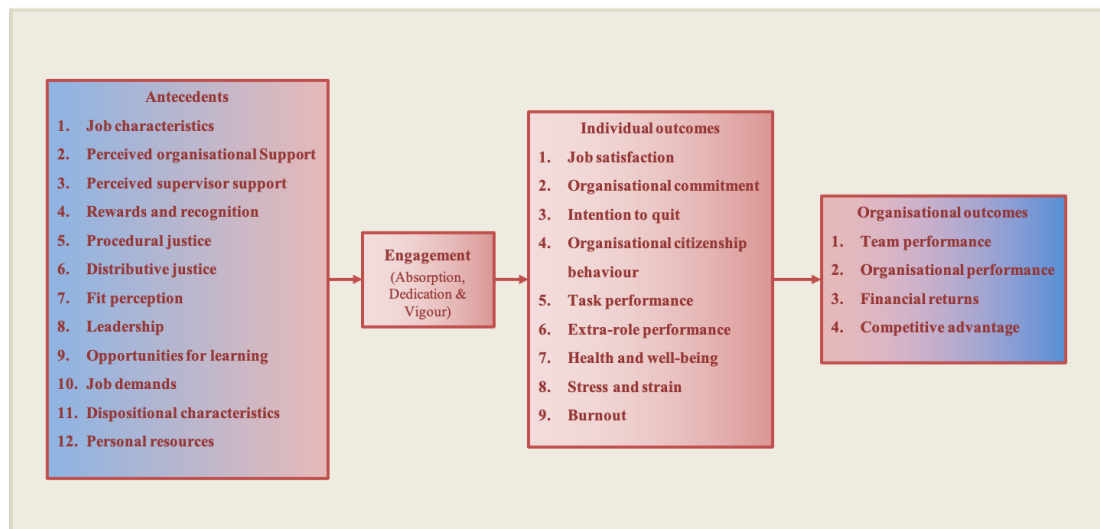 Antecedents
1. Job characteristics
2. Perceived organisational Support
3. Perceived supervisor support
4. Rewards and recognition
5. Procedural justice
6. Distributive justice
7. Fit perception
8. Leadership
9. Opportunities for learning
10. Job demands
11. Dispositional characteristics
12. Personal resources
Engagement
(Absorption,
Dedication &
Vigour)
Individual outcomes
1. Job satisfaction
2. Organisational commitment
3. Intention to quit
4. Organisational citizenship
behaviour
5. Task performance
6. Extra-role performance
7. Health and well-being
8. Stress and strain
9. Burnout
Organisational outcomes
1. Team performance
2. Organisational performance
3. Financial returns
4. Competitive advantage